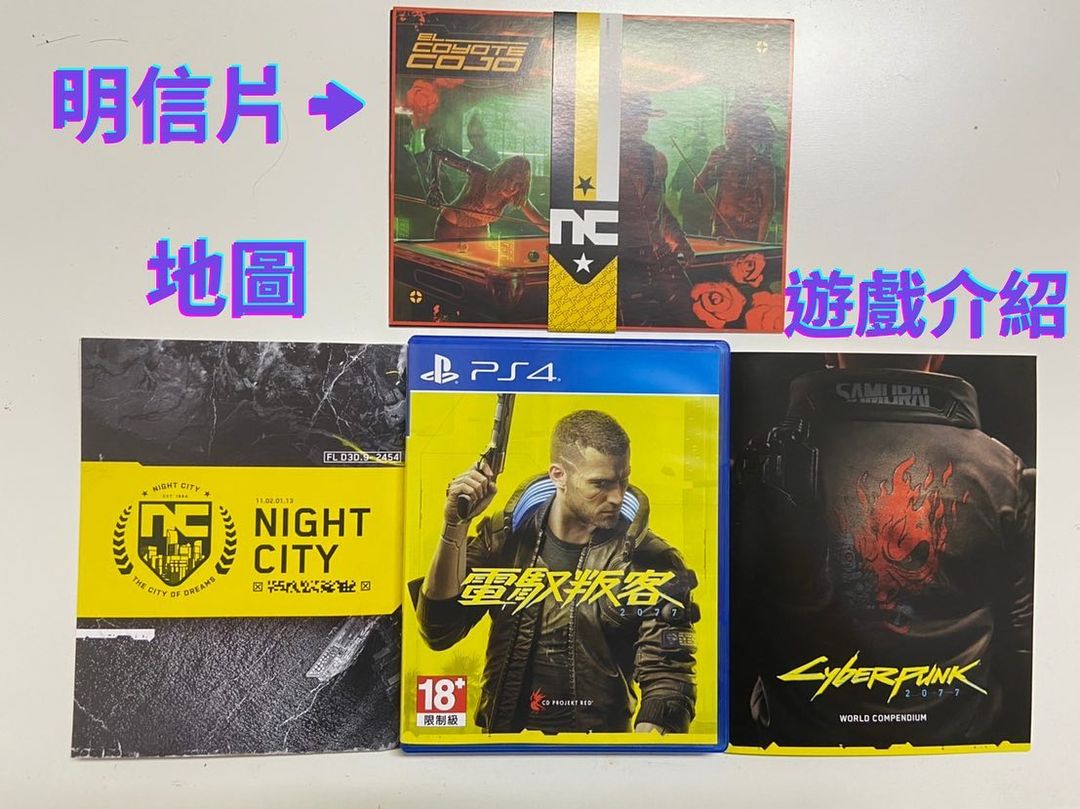 明信片
EL
COYOTE
COJO
NC
地圖
遊戲介紹
PS4
SAMURAI
FL D3D.9-2454
NIGHT CITY
EST. 1994
NC
THE CITY OF DREAMS
11.02.01.13
NIGHT
CITY
電馭叛客
2077
18+
限制級
CD PROJEKT RED
CYBERPUNK
2077
WORLD COMPENDIUM